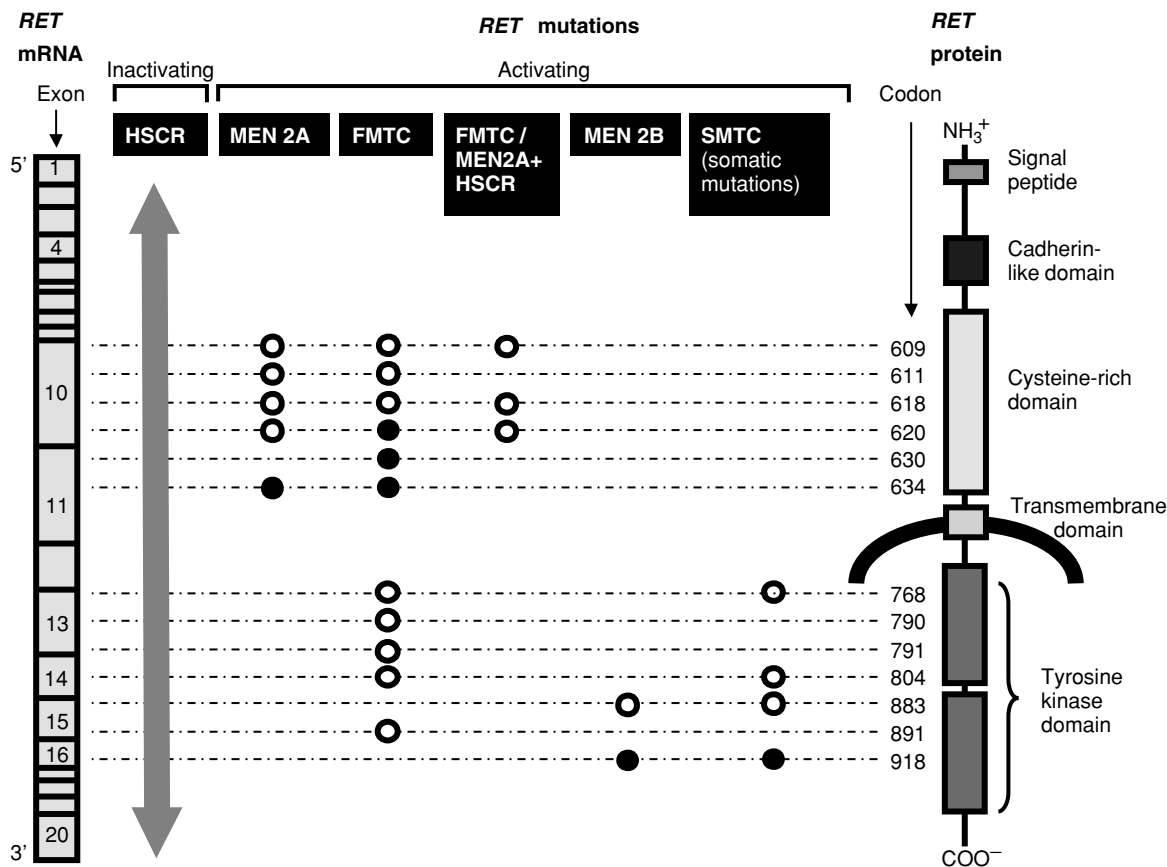 RET
mRNA
RET mutations
RET
protein
Inactivating
Activating
Exon
Codon
HSCR
MEN 2A
FMTC
FMTC /
MEN2A+
HSCR
MEN 2B
SMTC
(somatic
mutations)
5’
1
4
10
11
13
14
15
16
20
3’
609
611
618
620
630
634
768
790
791
804
883
891
918
NH3+
Signal
peptide
Cadherin-
like domain
Cysteine-rich
domain
Transmembrane
domain
Tyrosine
kinase
domain
COO−